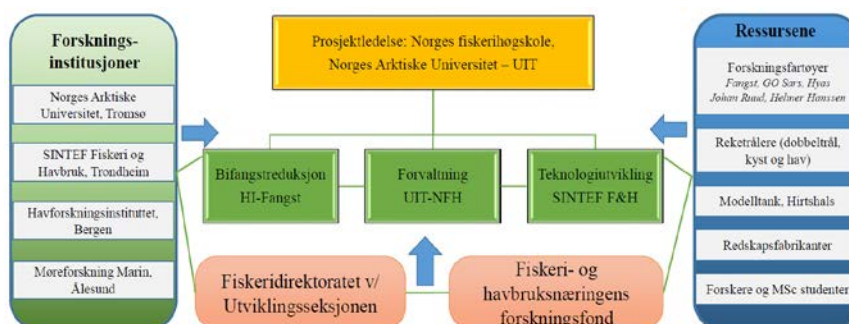 Forsknings-
institusjoner
Norges Arktiske
Universitet, Tromsø
SINTEF Fiskeri og
Havbruk, Trondheim
Havforskningsinstituttet,
Bergen
Møreforskning Marin,
Ålesund
Prosjektledelse: Norges fiskerihøgskole,
Norges Arktiske Universitet – UIT
Bifangstreduksjon
HI-Fangst
Forvaltning
UIT-NFH
Teknologiutvikling
SINTEF F&H
Fiskeridirektoratet v/
Utviklingsseksjonen
Fiskeri- og
havbruksnæringens
forskningsfond
Ressursene
Forskningsfartøyer
Fangst, GO Sars, Hyas
Johan Ruud, Helmer Hanssen
Reketrålere (dobbeltrål,
kyst og hav)
Modelltank, Hirtshals
Redskapsfabrikanter
Forskere og MSc studenter